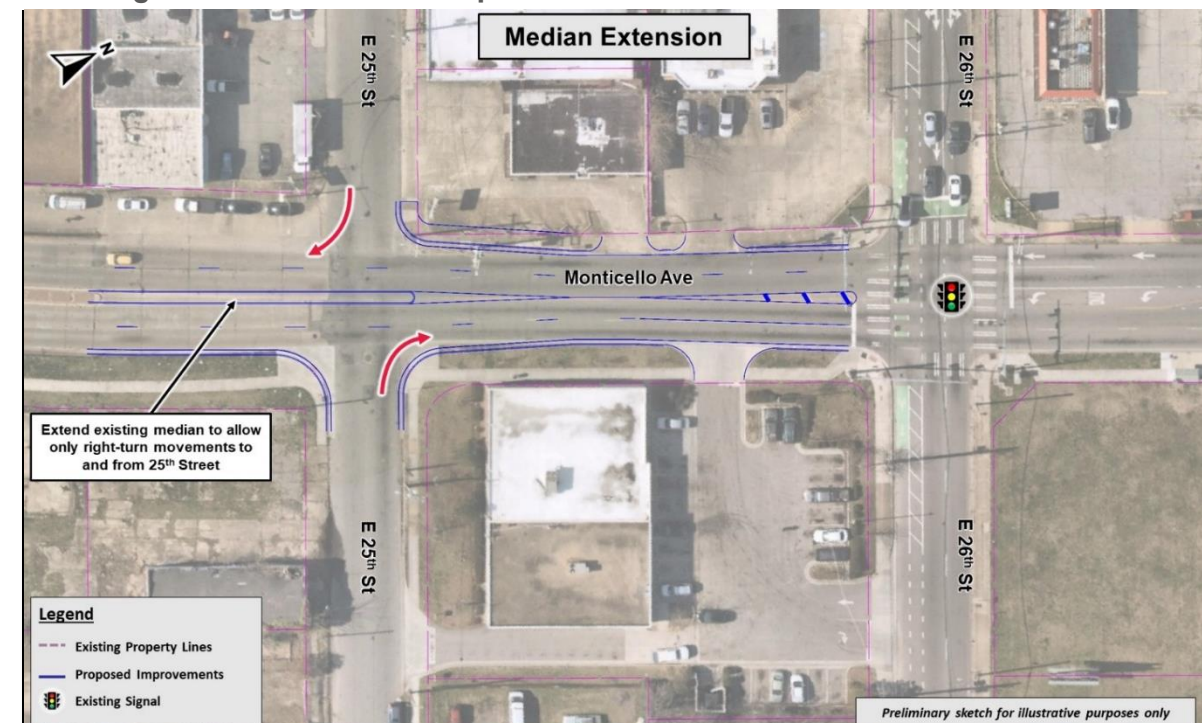 Median Extension
N
E 25th St
E 26th St
Monticello Ave
Extend existing median to allow
only right-turn movements to
and from 25th Street
E 25th St
E 26th St
Legend
Existing Property Lines
Proposed Improvements
Existing Signal
Preliminary sketch for illustrative purposes only